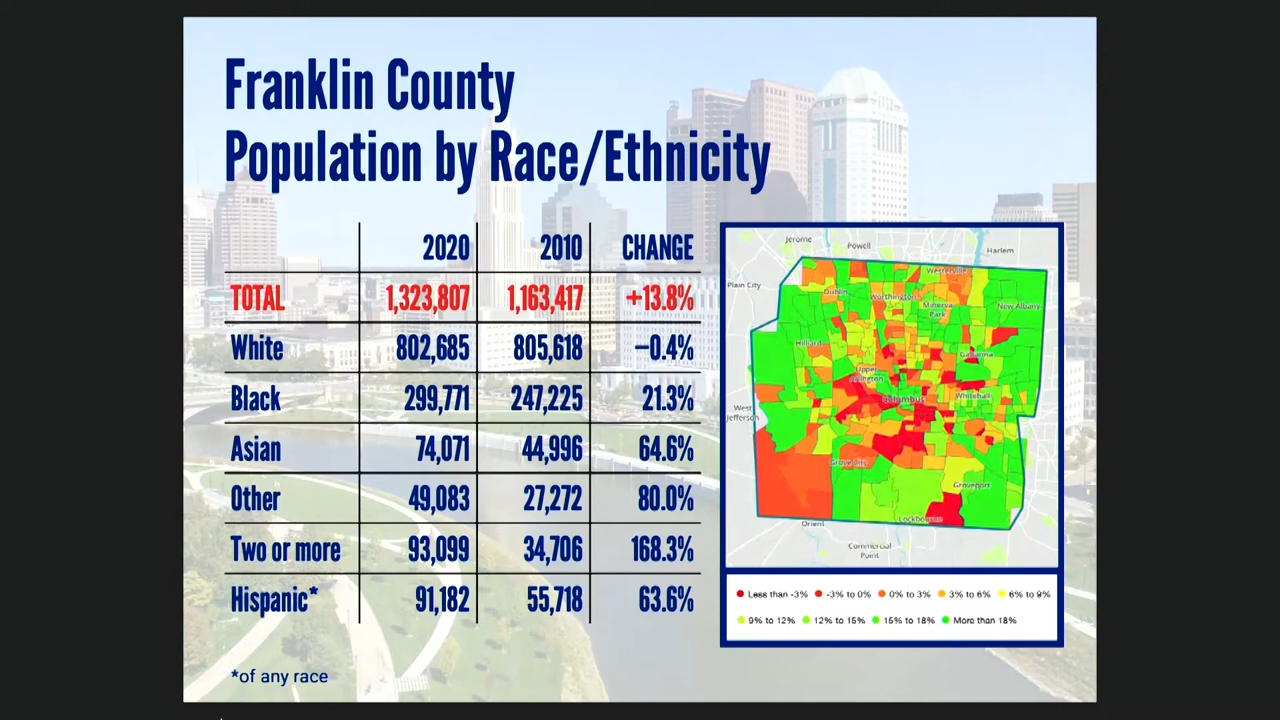 Franklin County
Population by Race/Ethnicity
2020 2010 CHANGE
TOTAL 1,323,807 1,163,417 +13.8%
White 802,685 805,618 −0.4%
Black 299,771 247,225 21.3%
Asian 74,071 44,996 64.6%
Other 49,083 27,272 80.0%
Two or more 93,099 34,706 168.3%
Hispanic* 91,182 55,718 63.6%
*of any race
Jerome
Powell
Harlem
Plain City
Westerville
Dublin
Worthington
Minerva
Park
New Albany
Hilliard
Gahanna
Upper
Arlington
Columbus
Whitehall
West
Jefferson
Grove City
Groveport
Lockbourne
Orient
Commercial
Point
Less than -3% -3% to 0% 0% to 3% 3% to 6% 6% to 9%
9% to 12% 12% to 15% 15% to 18% More than 18%